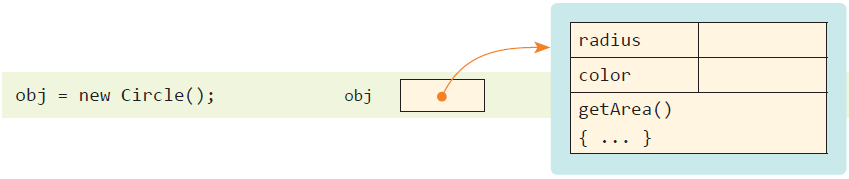 obj = new Circle();
obj
radius
color
getArea()
{ ... }